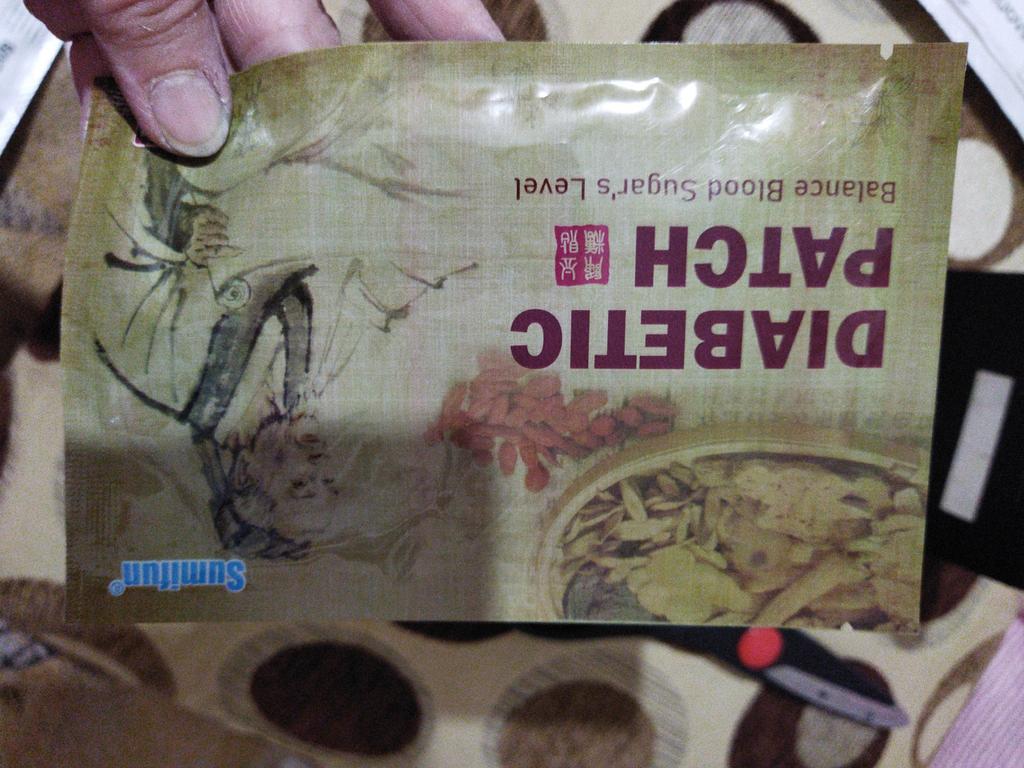 Sumifun®
DIABETIC
PATCH
Balance Blood Sugar's Level